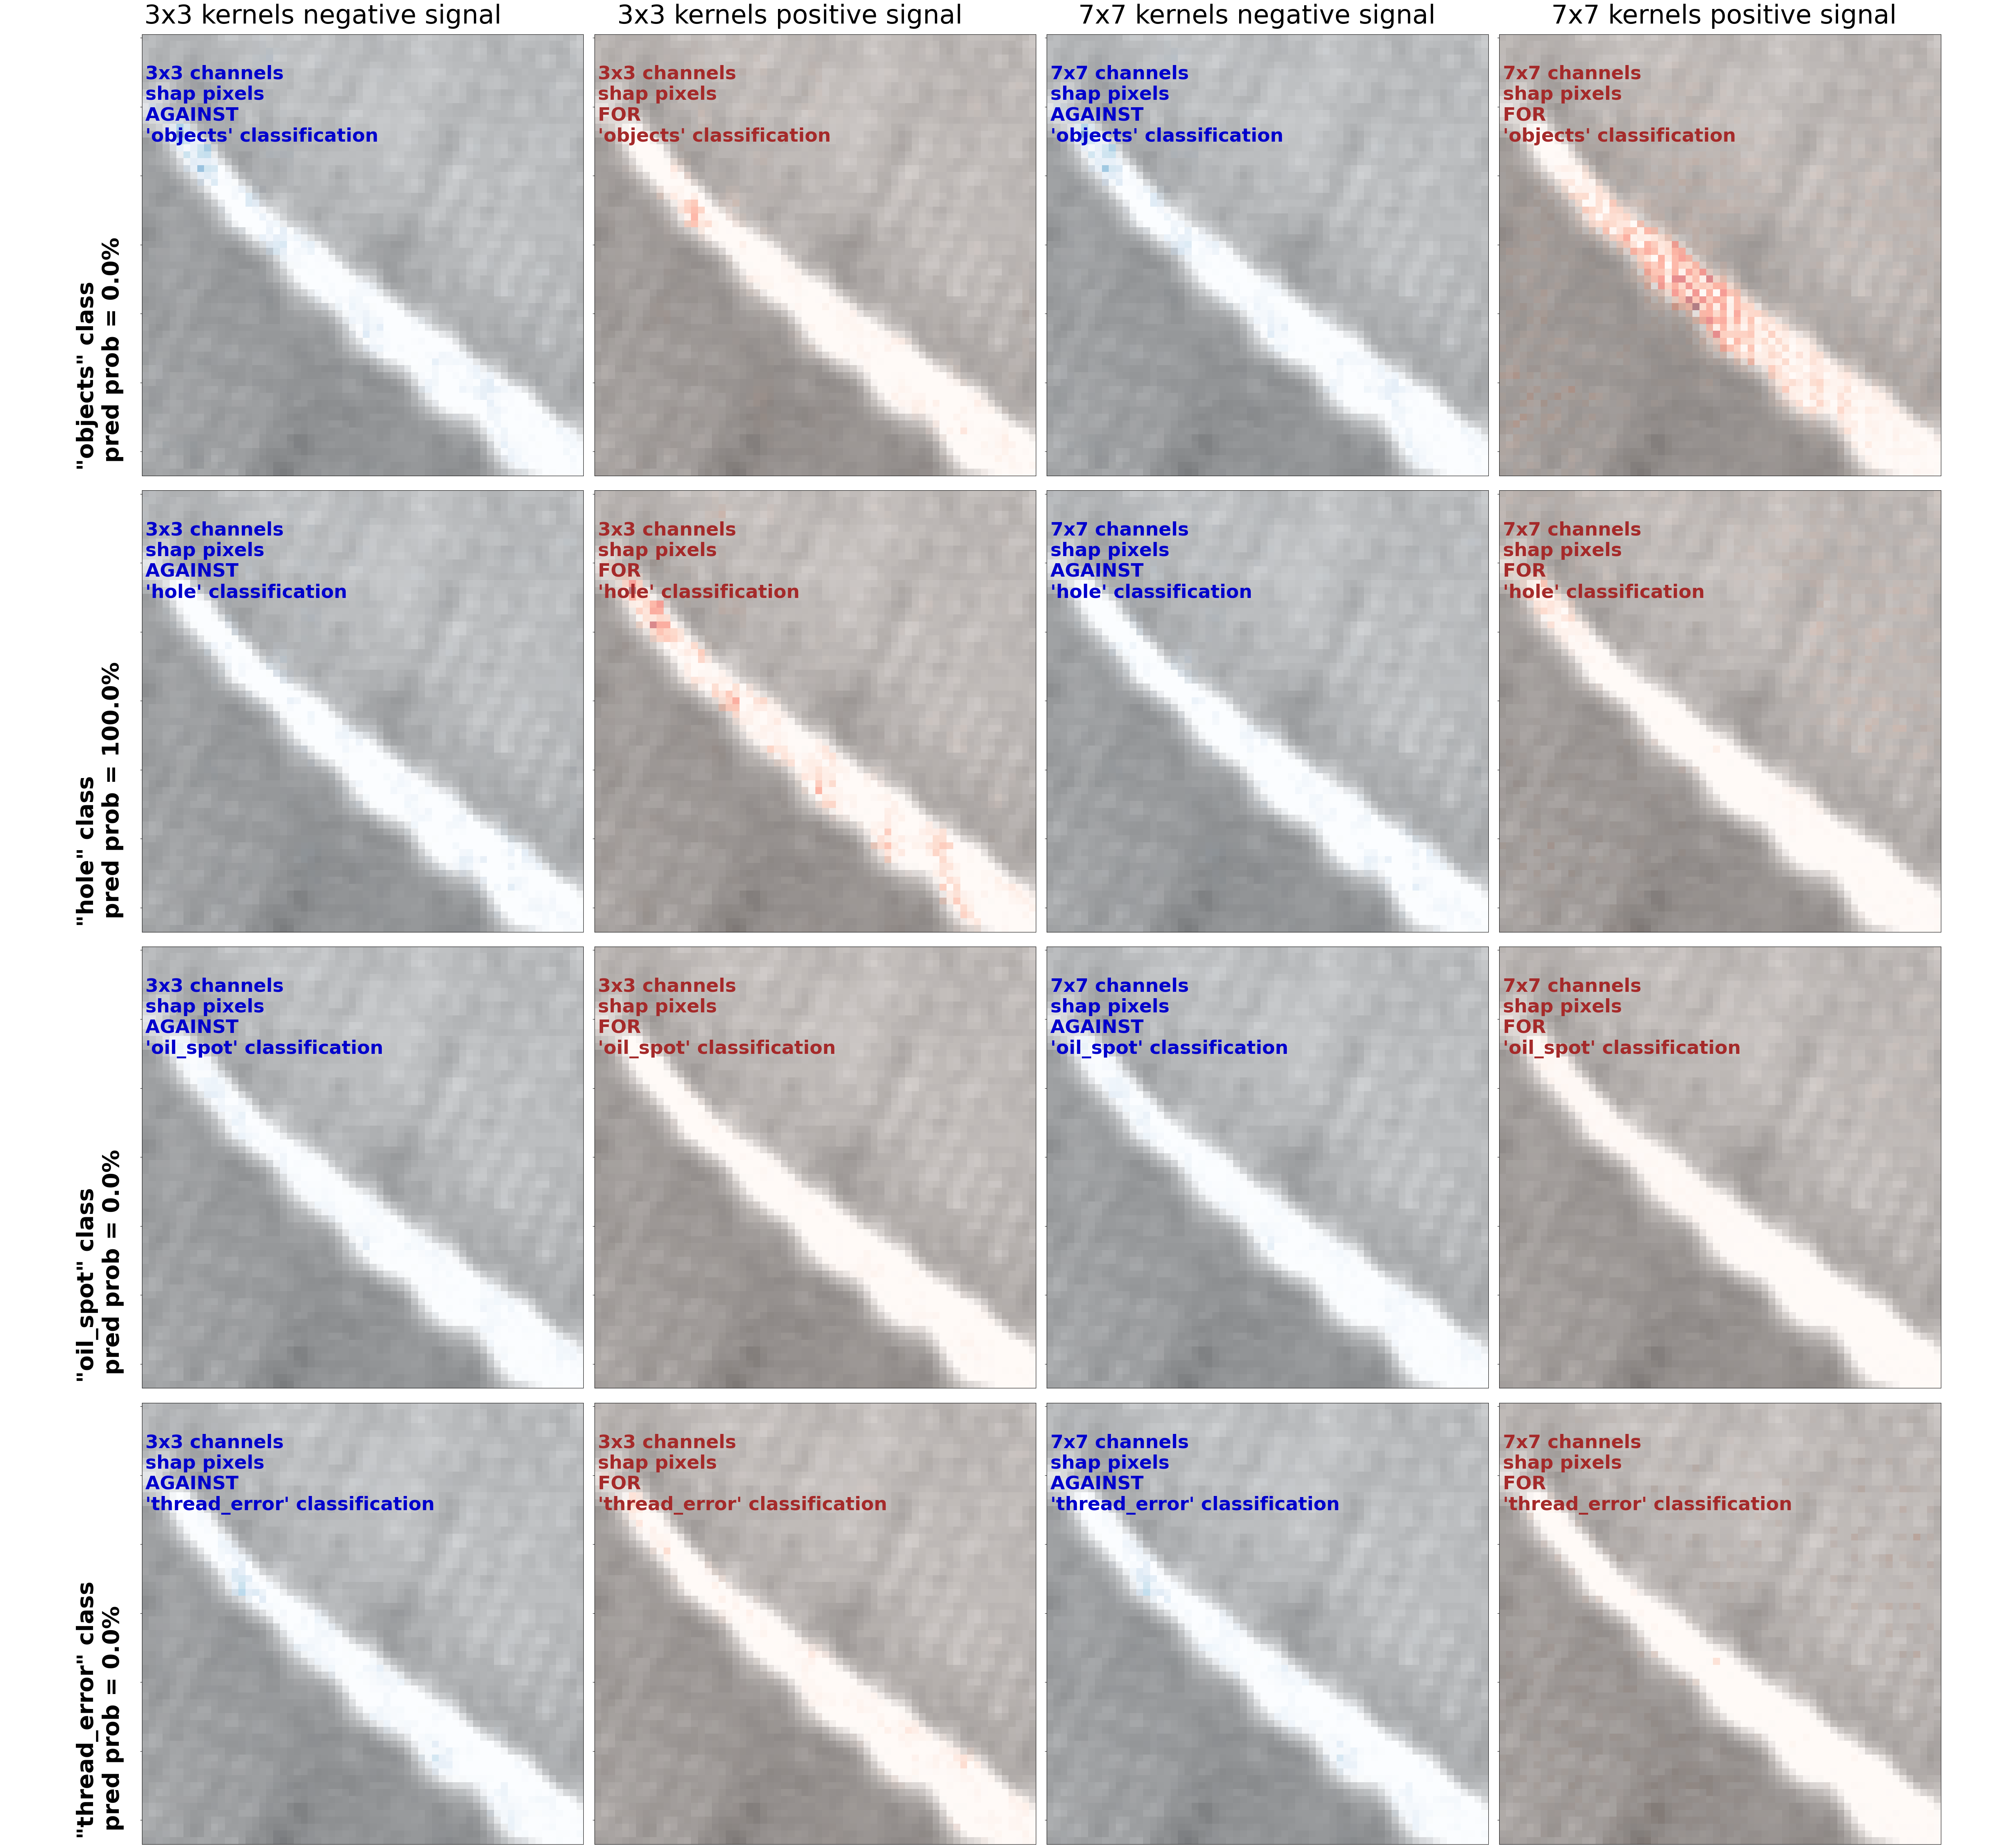 3x3 kernels negative signal
3x3 kernels positive signal
7x7 kernels negative signal
7x7 kernels positive signal
"objects" class
pred prob = 0.0%
3x3 channels
shap pixels
AGAINST
'objects' classification
3x3 channels
shap pixels
FOR
'objects' classification
7x7 channels
shap pixels
AGAINST
'objects' classification
7x7 channels
shap pixels
FOR
'objects' classification
"hole" class
pred prob = 100.0%
3x3 channels
shap pixels
AGAINST
'hole' classification
3x3 channels
shap pixels
FOR
'hole' classification
7x7 channels
shap pixels
AGAINST
'hole' classification
7x7 channels
shap pixels
FOR
'hole' classification
"oil_spot" class
pred prob = 0.0%
3x3 channels
shap pixels
AGAINST
'oil_spot' classification
3x3 channels
shap pixels
FOR
'oil_spot' classification
7x7 channels
shap pixels
AGAINST
'oil_spot' classification
7x7 channels
shap pixels
FOR
'oil_spot' classification
"thread_error" class
pred prob = 0.0%
3x3 channels
shap pixels
AGAINST
'thread_error' classification
3x3 channels
shap pixels
FOR
'thread_error' classification
7x7 channels
shap pixels
AGAINST
'thread_error' classification
7x7 channels
shap pixels
FOR
'thread_error' classification